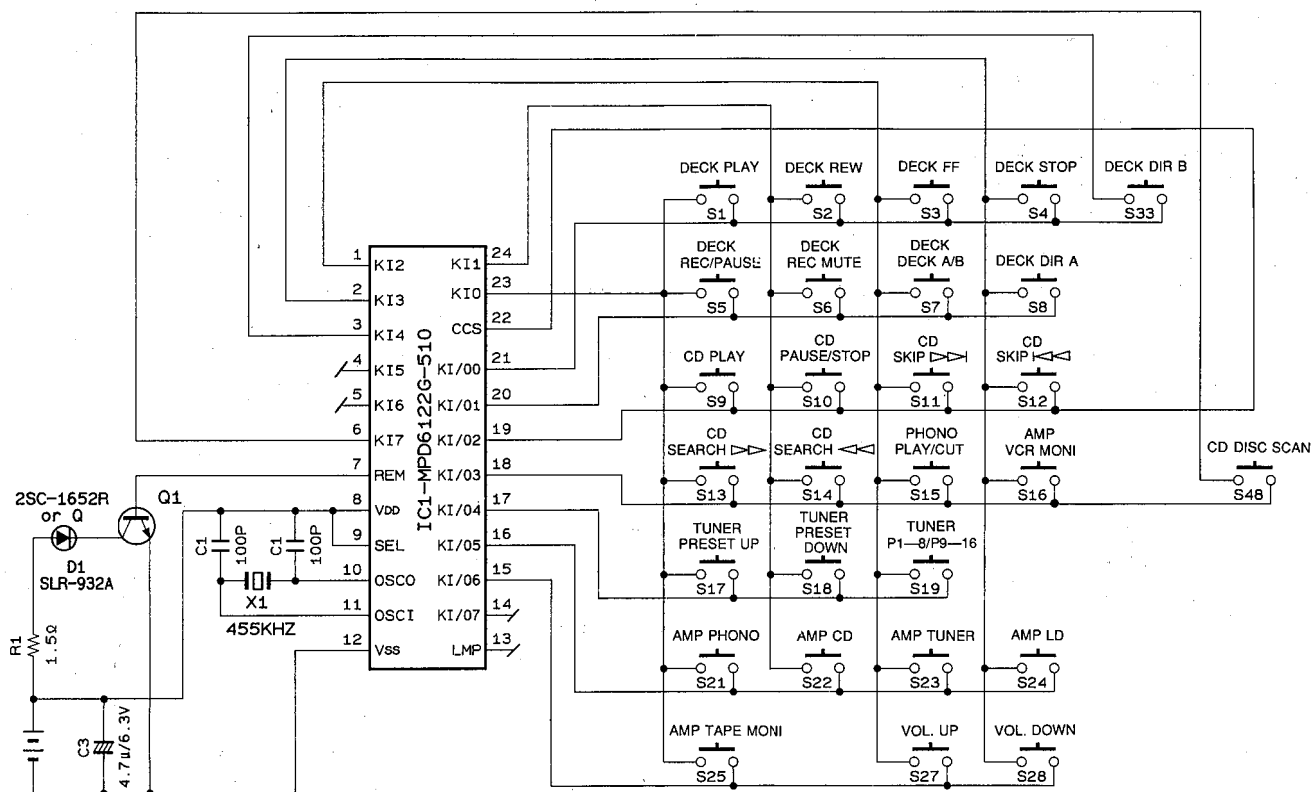 DECK PLAY
DECK REW
DECK FF
DECK STOP
DECK DIR B
S1
S2
S3
S4
S33
DECK
REC/PAUSE
DECK
REC MUTE
DECK
DECK A/B
DECK DIR A
S5
S6
S7
S8
CD PLAY
CD
PAUSE/STOP
CD
SKIP ▷▷|
CD
SKIP |◁◁
S9
S10
S11
S12
CD
SEARCH ▷▷
CD
SEARCH ◁◁
PHONO
PLAY/CUT
AMP
VCR MONI
CD DISC SCAN
S13
S14
S15
S16
S48
TUNER
PRESET UP
TUNER
PRESET
DOWN
TUNER
P1—8/P9—16
S17
S18
S19
AMP PHONO
AMP CD
AMP TUNER
AMP LD
S21
S22
S23
S24
AMP TAPE MONI
VOL. UP
VOL. DOWN
S25
S27
S28
IC1-MPD6122G-510
1 KI2
2 KI3
3 KI4
4 KI5
5 KI6
6 KI7
7 REM
8 VDD
9 SEL
10 OSCO
11 OSCI
12 Vss
KI1 24
KI0 23
CCS 22
KI/00 21
KI/01 20
KI/02 19
KI/03 18
KI/04 17
KI/05 16
KI/06 15
KI/07 14
LMP 13
2SC-1652R
or Q
Q1
D1
SLR-932A
C1
100P
C1
100P
X1
455KHZ
R1
1.5Ω
C3
4.7u/6.3V